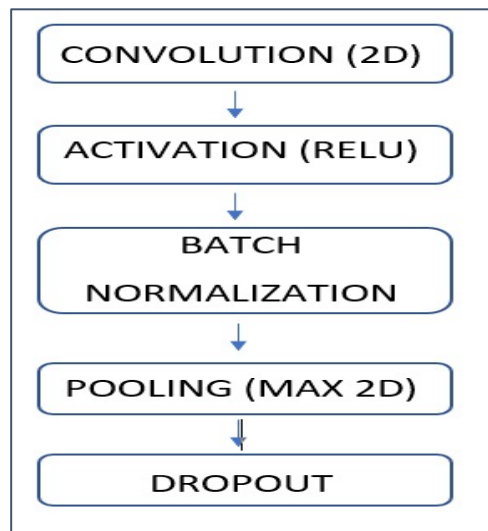 CONVOLUTION (2D)
ACTIVATION (RELU)
BATCH
NORMALIZATION
POOLING (MAX 2D)
DROPOUT